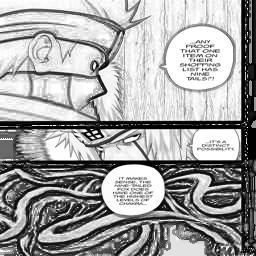 ...ANY
PROOF
THAT ONE
ITEM ON
THEIR
SHOPPING
LIST HAS
NINE
TAILS?!
...IT'S A
DISTINCT
POSSIBILITY.
IT MAKES
SENSE. THE
NINE-TAILED
FOX DOES
HAVE ONE OF
THE HIGHEST
LEVELS OF
CHAKRA...